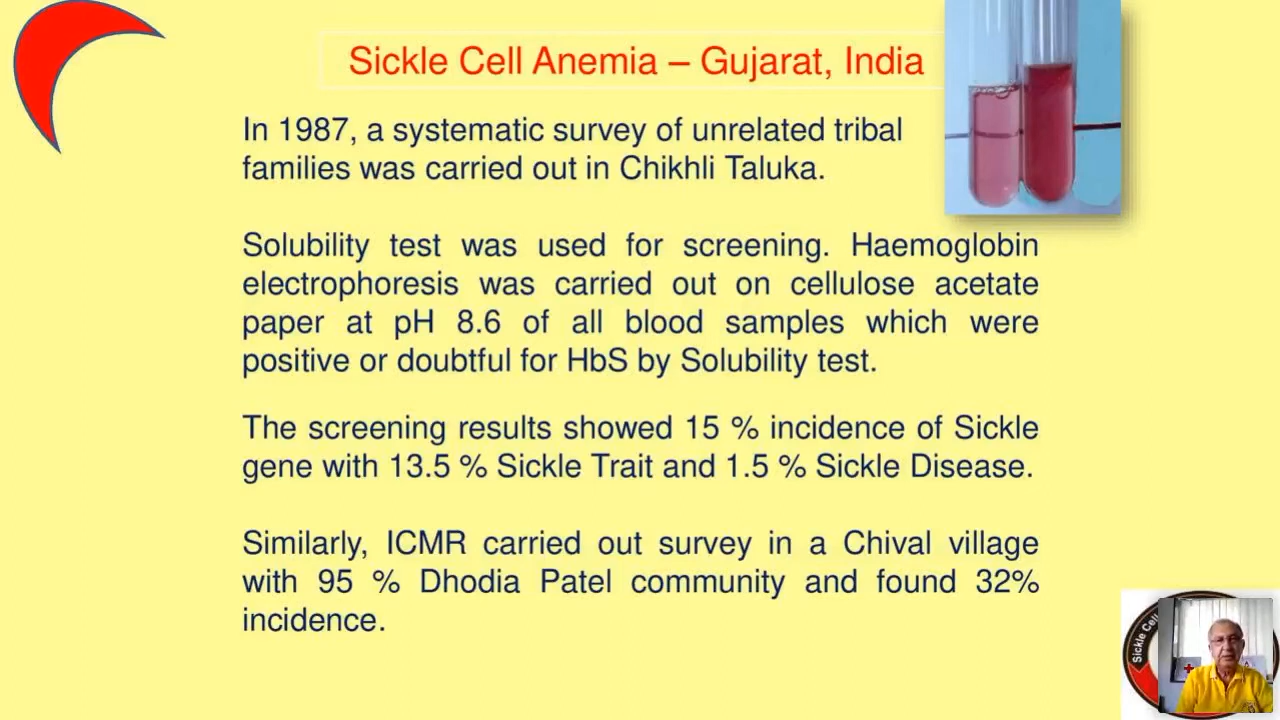 Sickle Cell Anemia – Gujarat, India
In 1987, a systematic survey of unrelated tribal
families was carried out in Chikhli Taluka.
Solubility test was used for screening. Haemoglobin
electrophoresis was carried out on cellulose acetate
paper at pH 8.6 of all blood samples which were
positive or doubtful for HbS by Solubility test.
The screening results showed 15 % incidence of Sickle
gene with 13.5 % Sickle Trait and 1.5 % Sickle Disease.
Similarly, ICMR carried out survey in a Chival village
with 95 % Dhodia Patel community and found 32%
incidence.
Sickle Cell